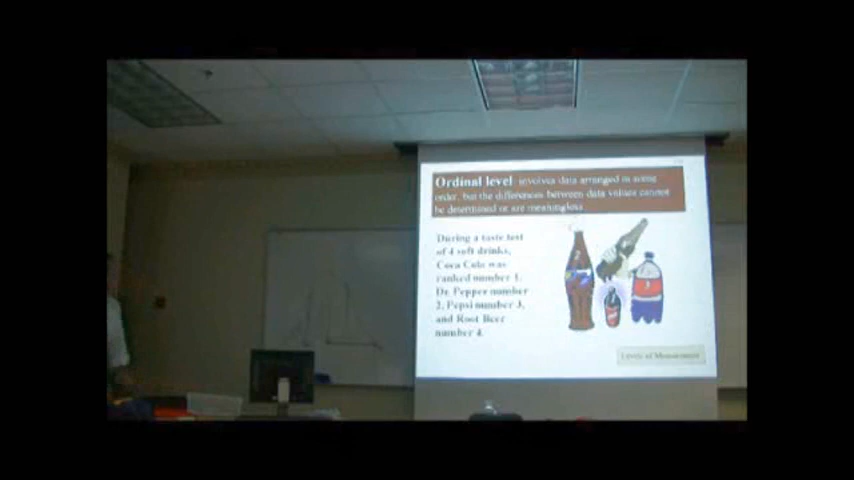 Ordinal level: involves data arranged in some
order, but the differences between data values cannot
be determined or are meaningless.
During a taste test
of 4 soft drinks,
Coca Cola was
ranked number 1,
Dr. Pepper number
2, Pepsi number 3,
and Root Beer
number 4.
Levels of Measurement